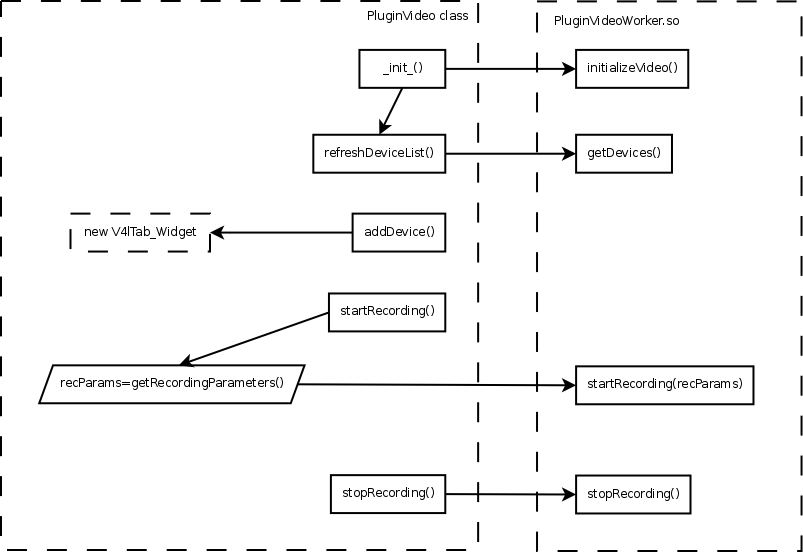 PluginVideo class
PluginVideoWorker.so
_init_()
initializeVideo()
refreshDeviceList()
getDevices()
new V4lTab_Widget
addDevice()
startRecording()
recParams=getRecordingParameters()
startRecording(recParams)
stopRecording()
stopRecording()